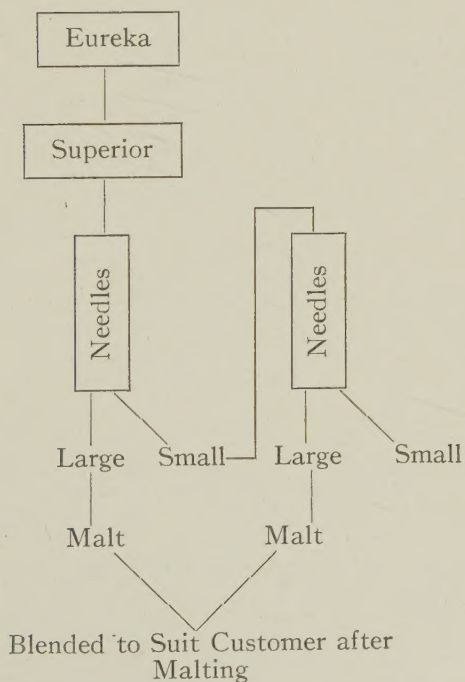 Eureka
Superior
Needles
Needles
Large Small Large Small
Malt Malt
Blended to Suit Customer after
Malting